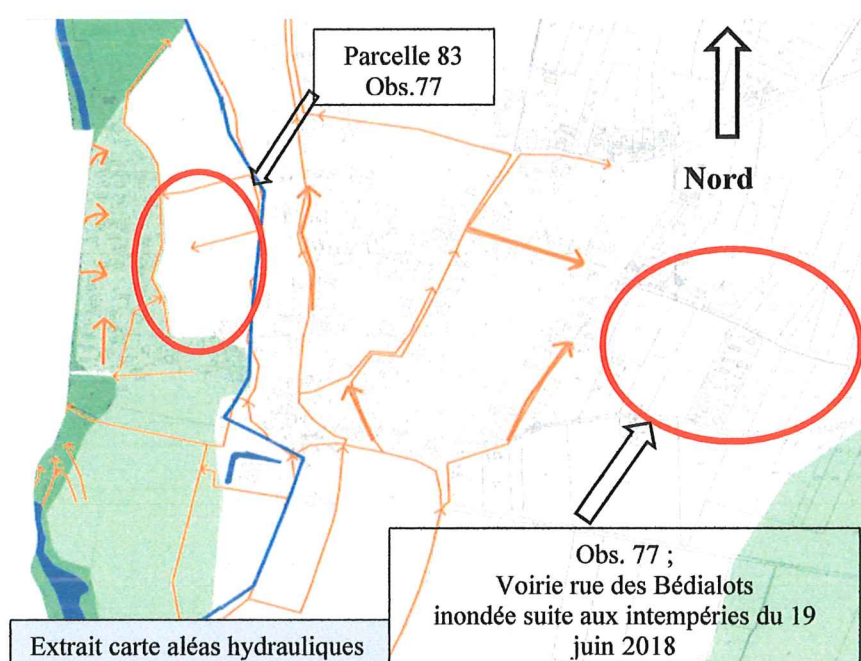 Parcelle 83
Obs.77
Nord
Obs. 77 ;
Voirie rue des Bédialots
inondée suite aux intempéries du 19
juin 2018
Extrait carte aléas hydrauliques